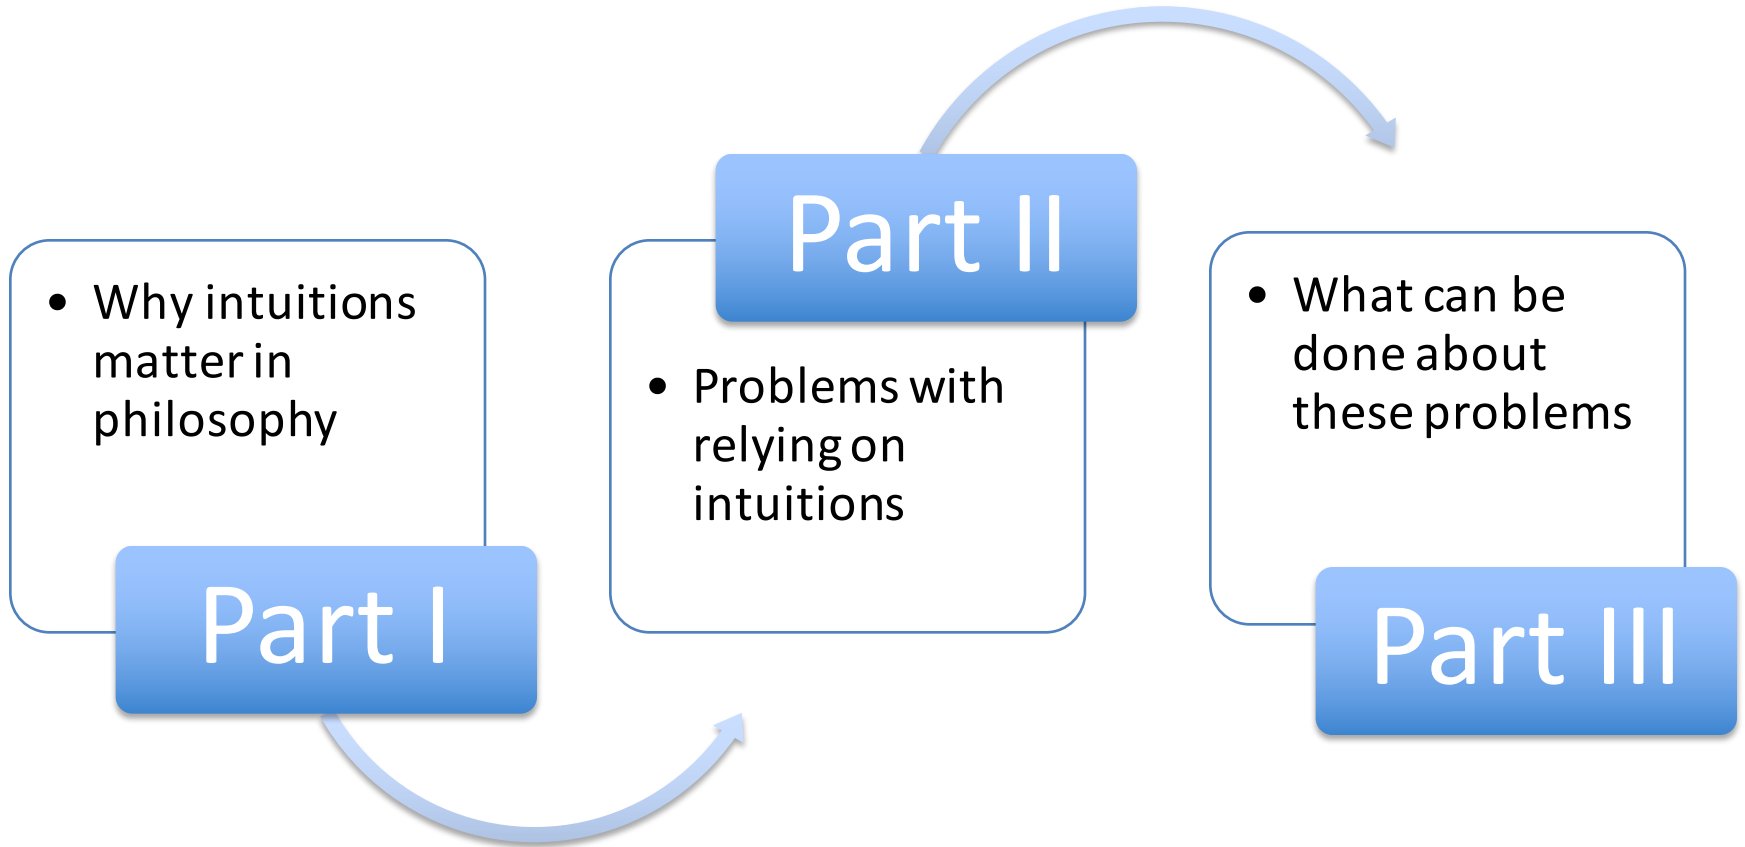 • Why intuitions
matter in
philosophy
Part I
Part II
• Problems with
relying on
intuitions
• What can be
done about
these problems
Part III